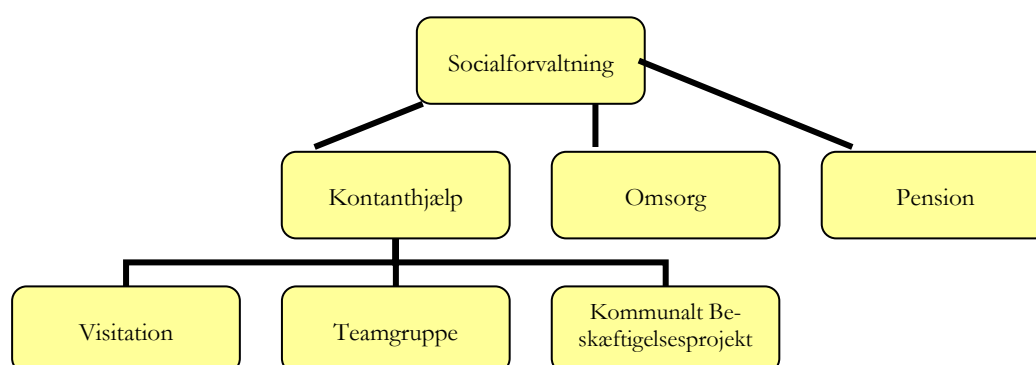 Socialforvaltning
Kontanthjælp
Omsorg
Pension
Visitation
Teamgruppe
Kommunalt Be-
skæftigelsesprojekt